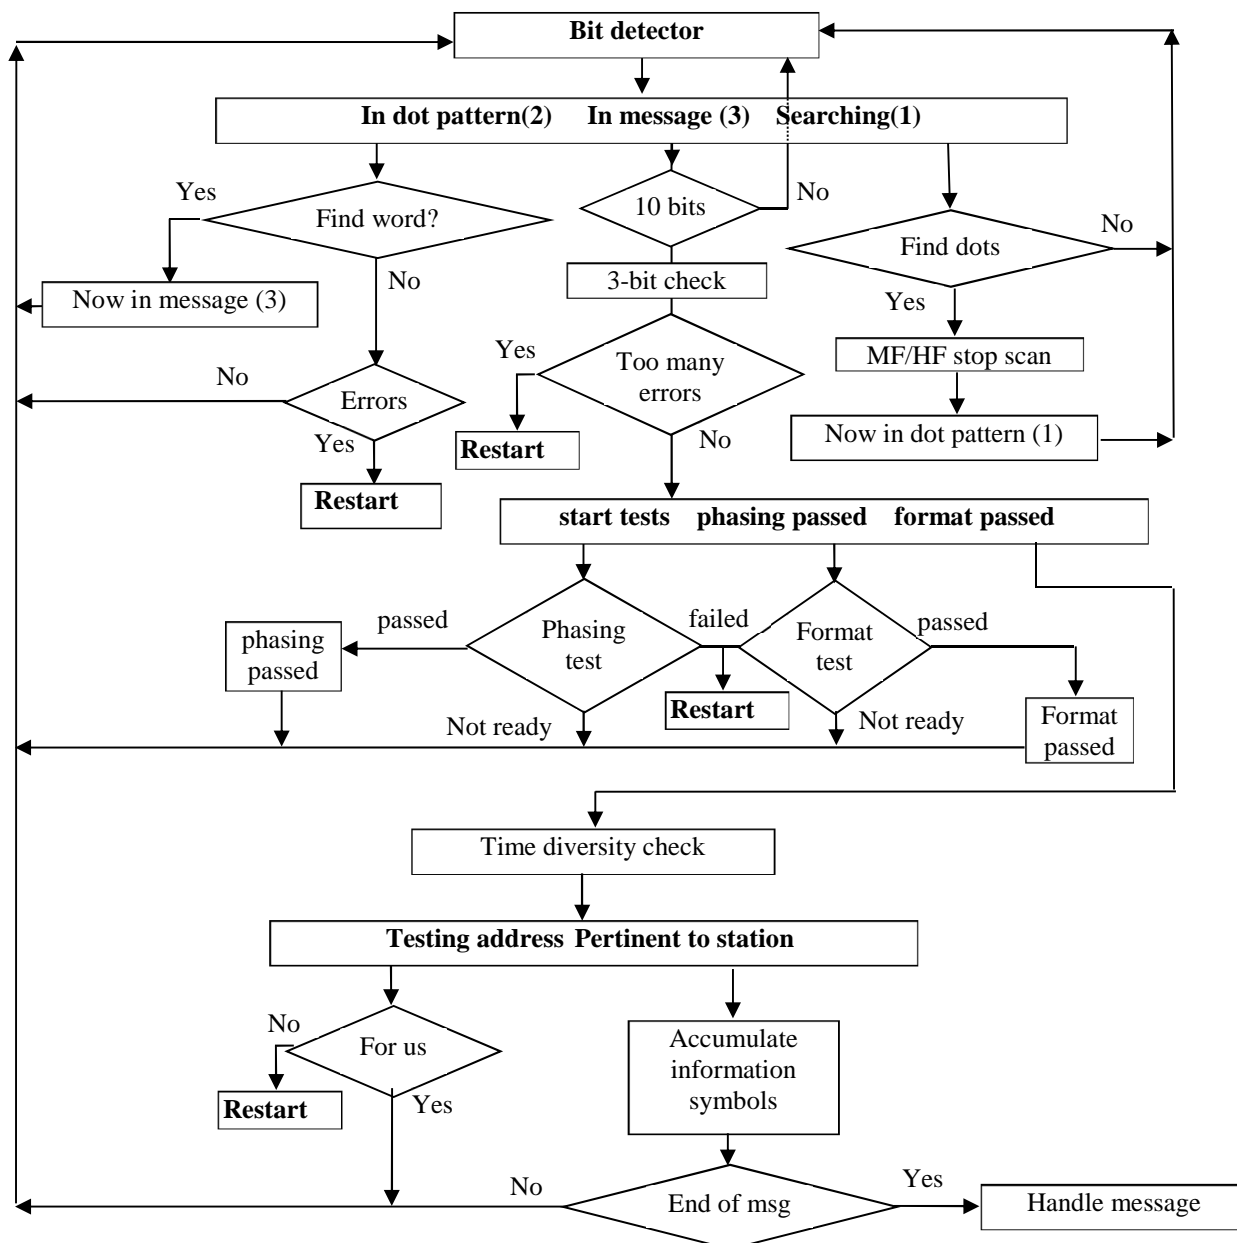 Bit detector
In dot pattern(2) In message (3) Searching(1)
Yes
Find word?
10 bits
No
Find dots
No
No
3-bit check
Now in message (3)
Yes
Yes
Too many
errors
MF/HF stop scan
No
Errors
Yes
Restart
No
Now in dot pattern (1)
Restart
start tests phasing passed format passed
passed
Phasing
test
failed
Format
test
passed
phasing
passed
Restart
Not ready
Not ready
Format
passed
Time diversity check
Testing address Pertinent to station
No
For us
Accumulate
information
symbols
Restart
Yes
No
End of msg
Yes
Handle message